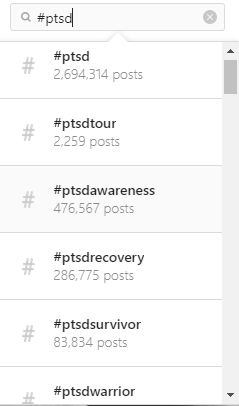 #ptsd
#ptsd
2,694,314 posts
#ptsdtour
2,259 posts
#ptsdawareness
476,567 posts
#ptsdrecovery
286,775 posts
#ptsdsurvivor
83,834 posts
#ptsdwarrior